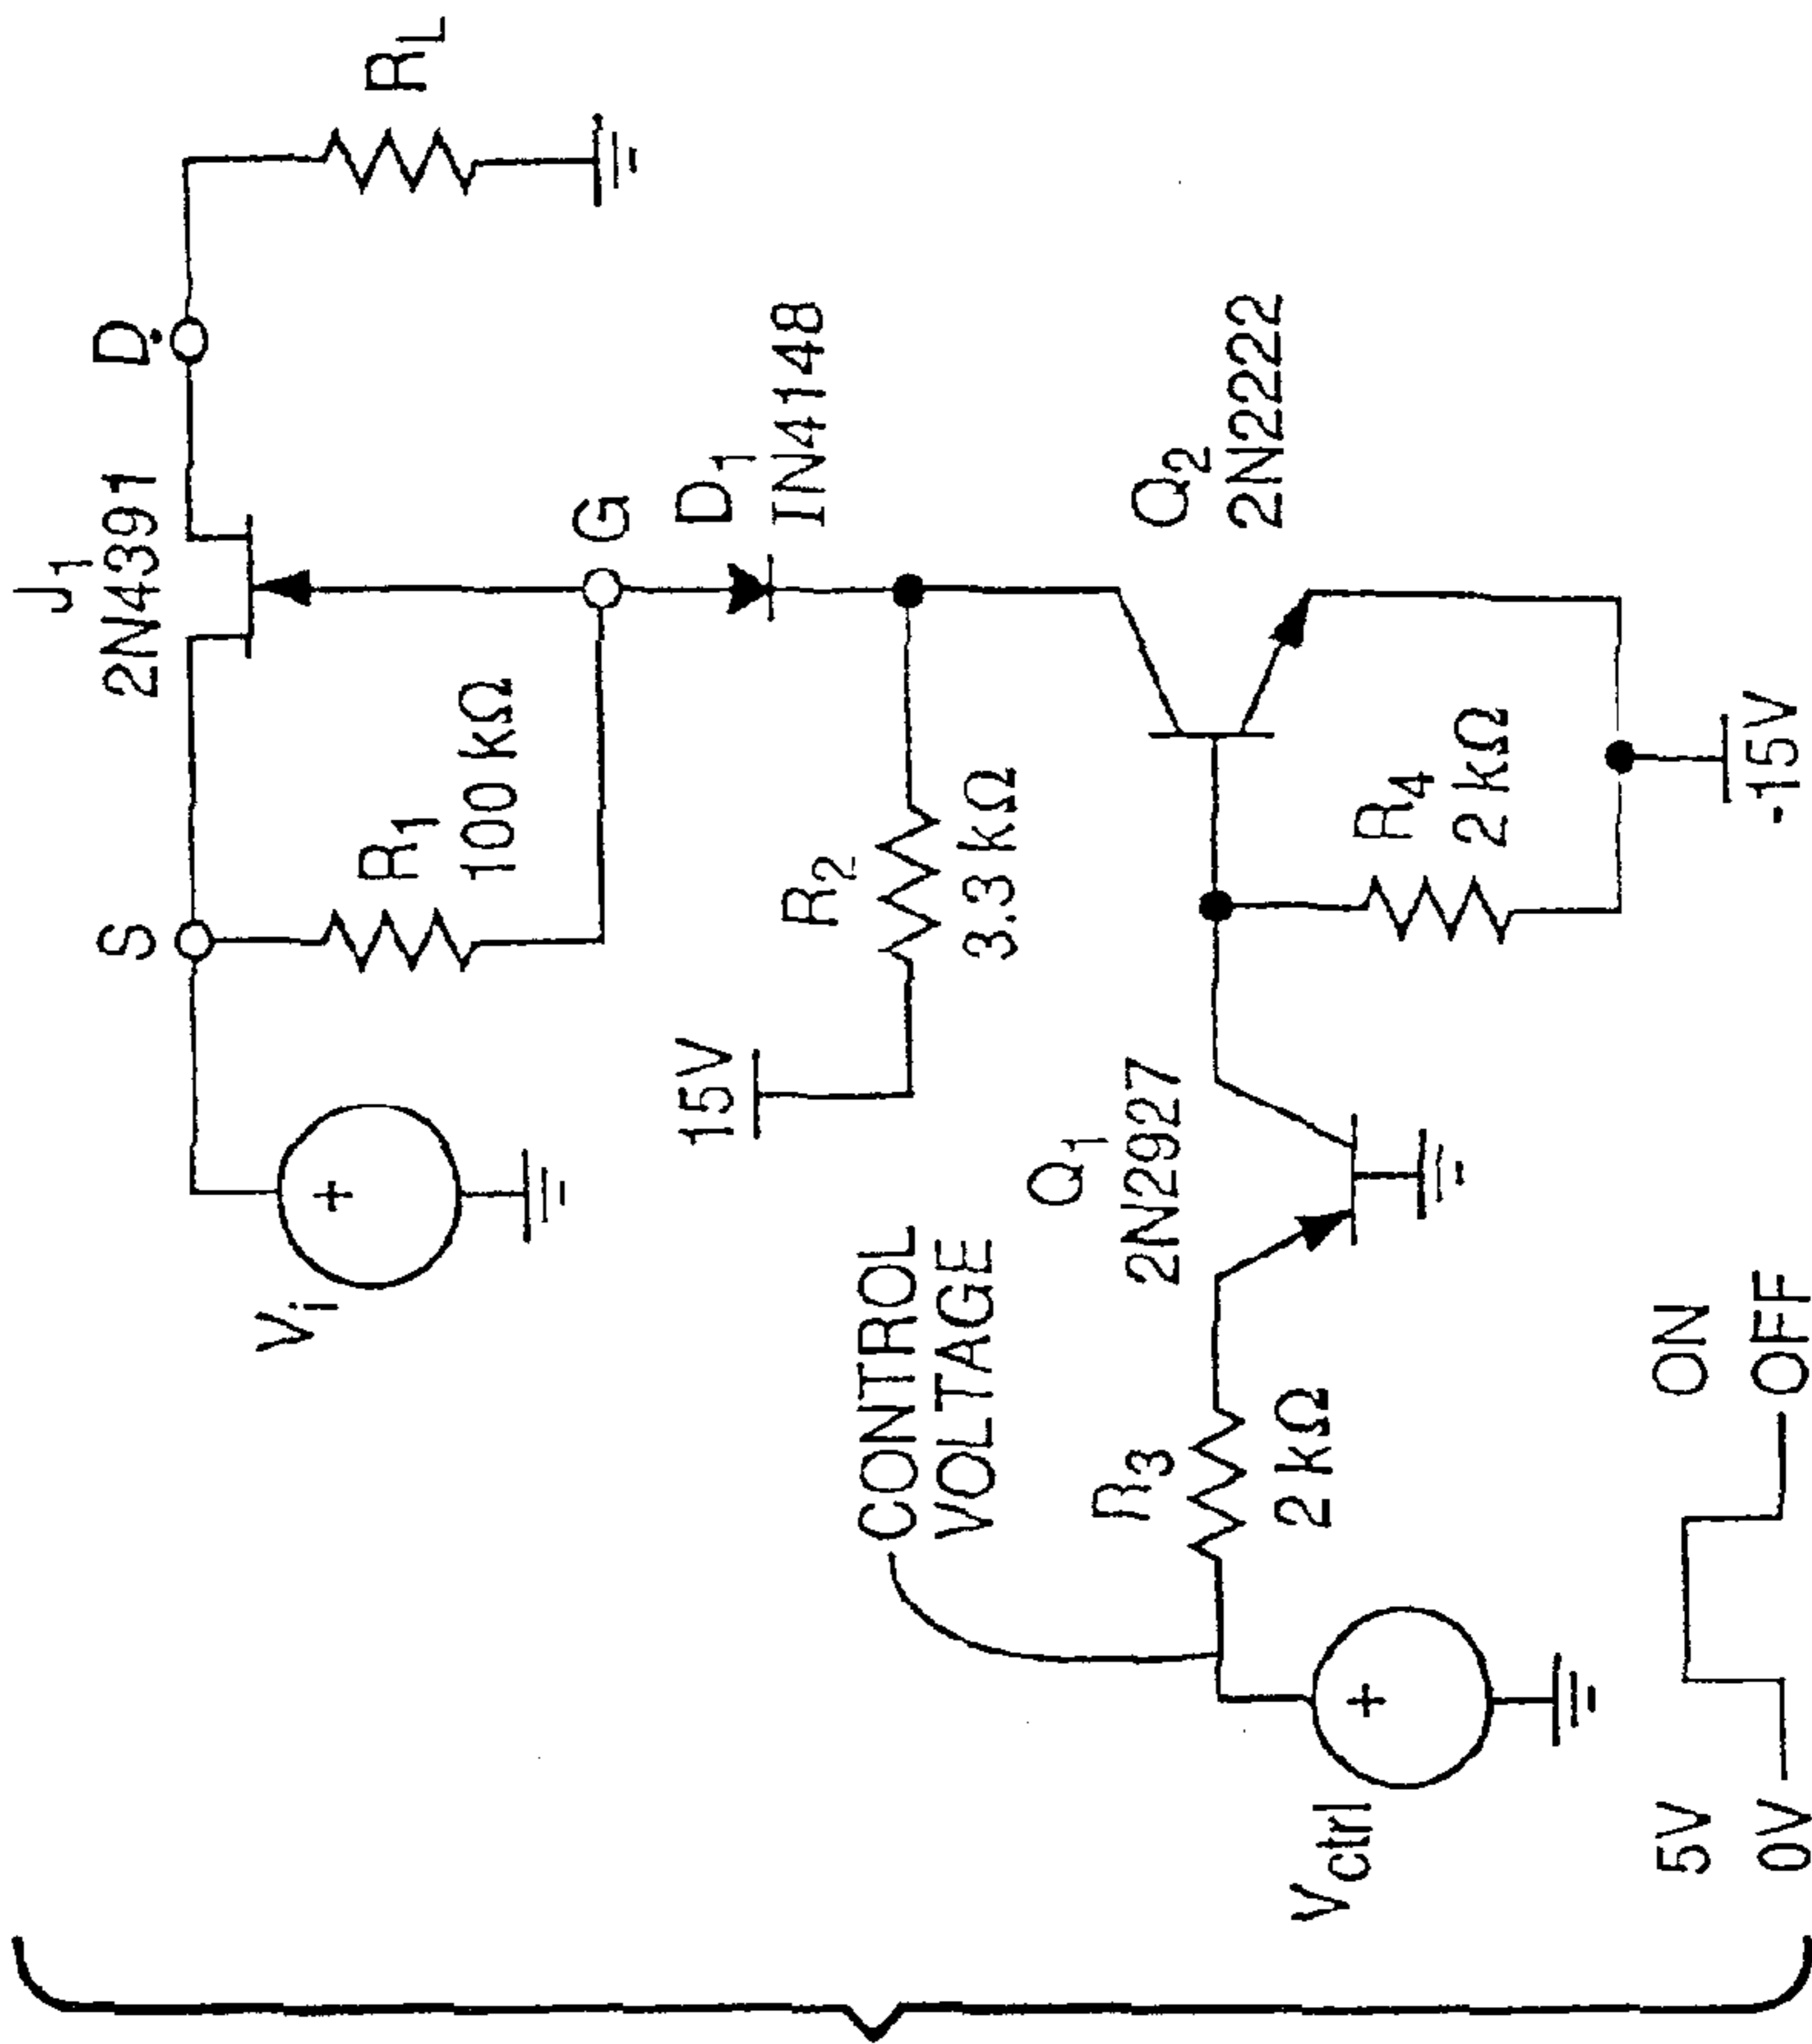 J1
2N4391
S
D
RL
Vi
+
R1
100 kΩ
G
D1
IN4148
15V
R2
3.3 kΩ
CONTROL
VOLTAGE
Q1
2N2927
Q2
2N2222
R3
2 kΩ
R4
2 kΩ
Vctrl
+
-15V
5V
ON
0V
OFF